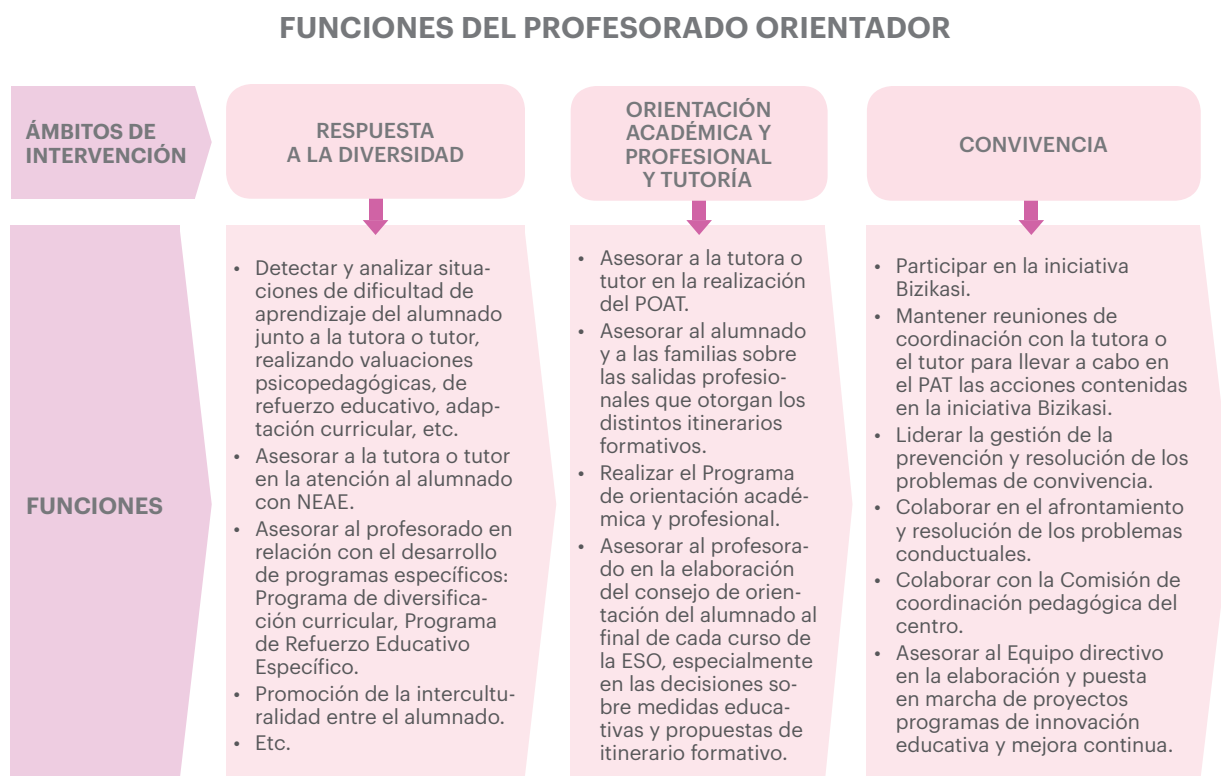 FUNCIONES DEL PROFESORADO ORIENTADOR
ÁMBITOS DE
INTERVENCIÓN
RESPUESTA
A LA DIVERSIDAD
ORIENTACIÓN
ACADÉMICA Y
PROFESIONAL
Y TUTORÍA
CONVIVENCIA
FUNCIONES
• Detectar y analizar situa-
ciones de dificultad de
aprendizaje del alumnado
junto a la tutora o tutor,
realizando valuaciones
psicopedagógicas, de
refuerzo educativo, adap-
tación curricular, etc.
• Asesorar a la tutora o tutor
en la atención al alumnado
con NEAE.
• Asesorar al profesorado en
relación con el desarrollo
de programas específicos:
Programa de diversifica-
ción curricular, Programa
de Refuerzo Educativo
Específico.
• Promoción de la intercultu-
ralidad entre el alumnado.
• Etc.
• Asesorar a la tutora o
tutor en la realización
del POAT.
• Asesorar al alumnado
y a las familias sobre
las salidas profesio-
nales que otorgan los
distintos itinerarios
formativos.
• Realizar el Programa
de orientación acadé-
mica y profesional.
• Asesorar al profesora-
do en la elaboración
del consejo de orien-
tación del alumnado al
final de cada curso de
la ESO, especialmente
en las decisiones so-
bre medidas educa-
tivas y propuestas de
itinerario formativo.
• Participar en la iniciativa
Bizikasi.
• Mantener reuniones de
coordinación con la tutora o
el tutor para llevar a cabo en
el PAT las acciones contenidas
en la iniciativa Bizikasi.
• Liderar la gestión de la
prevención y resolución de los
problemas de convivencia.
• Colaborar en el afrontamiento
y resolución de los problemas
conductuales.
• Colaborar con la Comisión de
coordinación pedagógica del
centro.
• Asesorar al Equipo directivo
en la elaboración y puesta
en marcha de proyectos
programas de innovación
educativa y mejora continua.